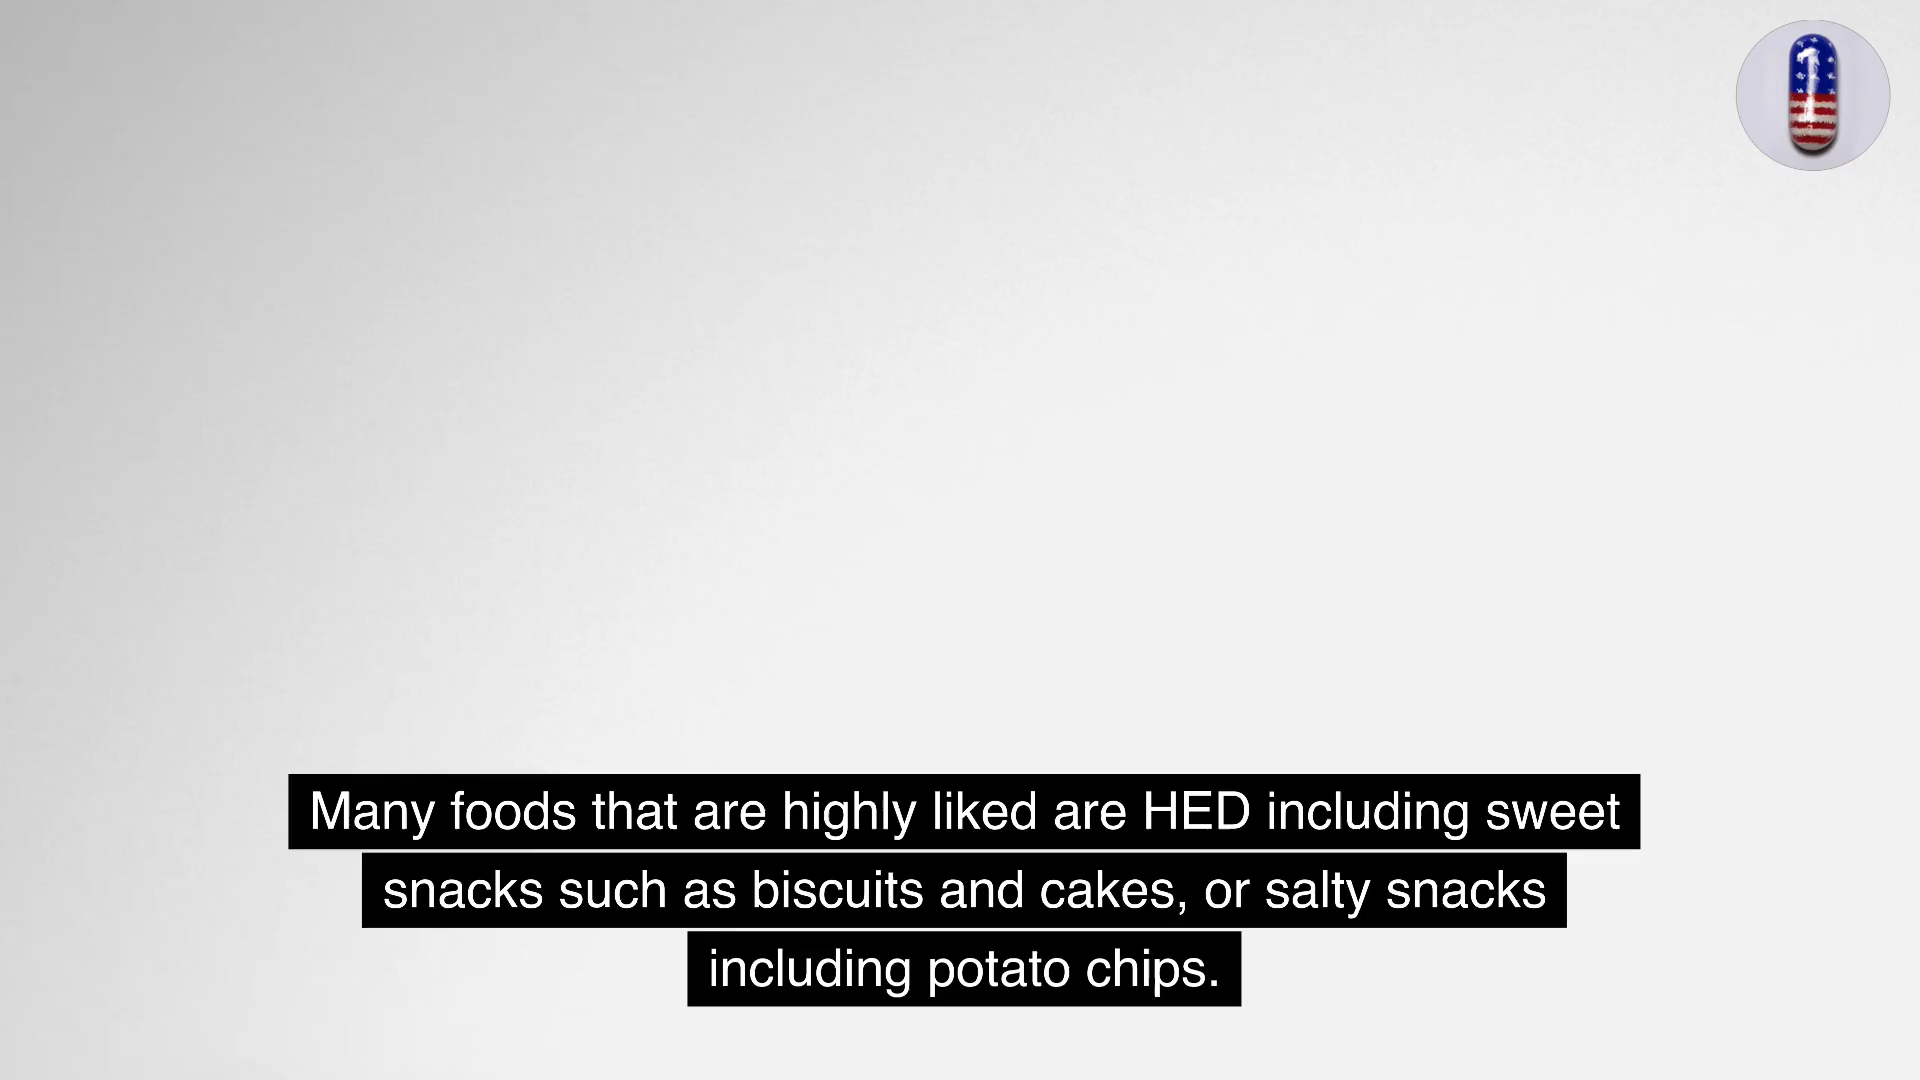 Many foods that are highly liked are HED including sweet
snacks such as biscuits and cakes, or salty snacks
including potato chips.